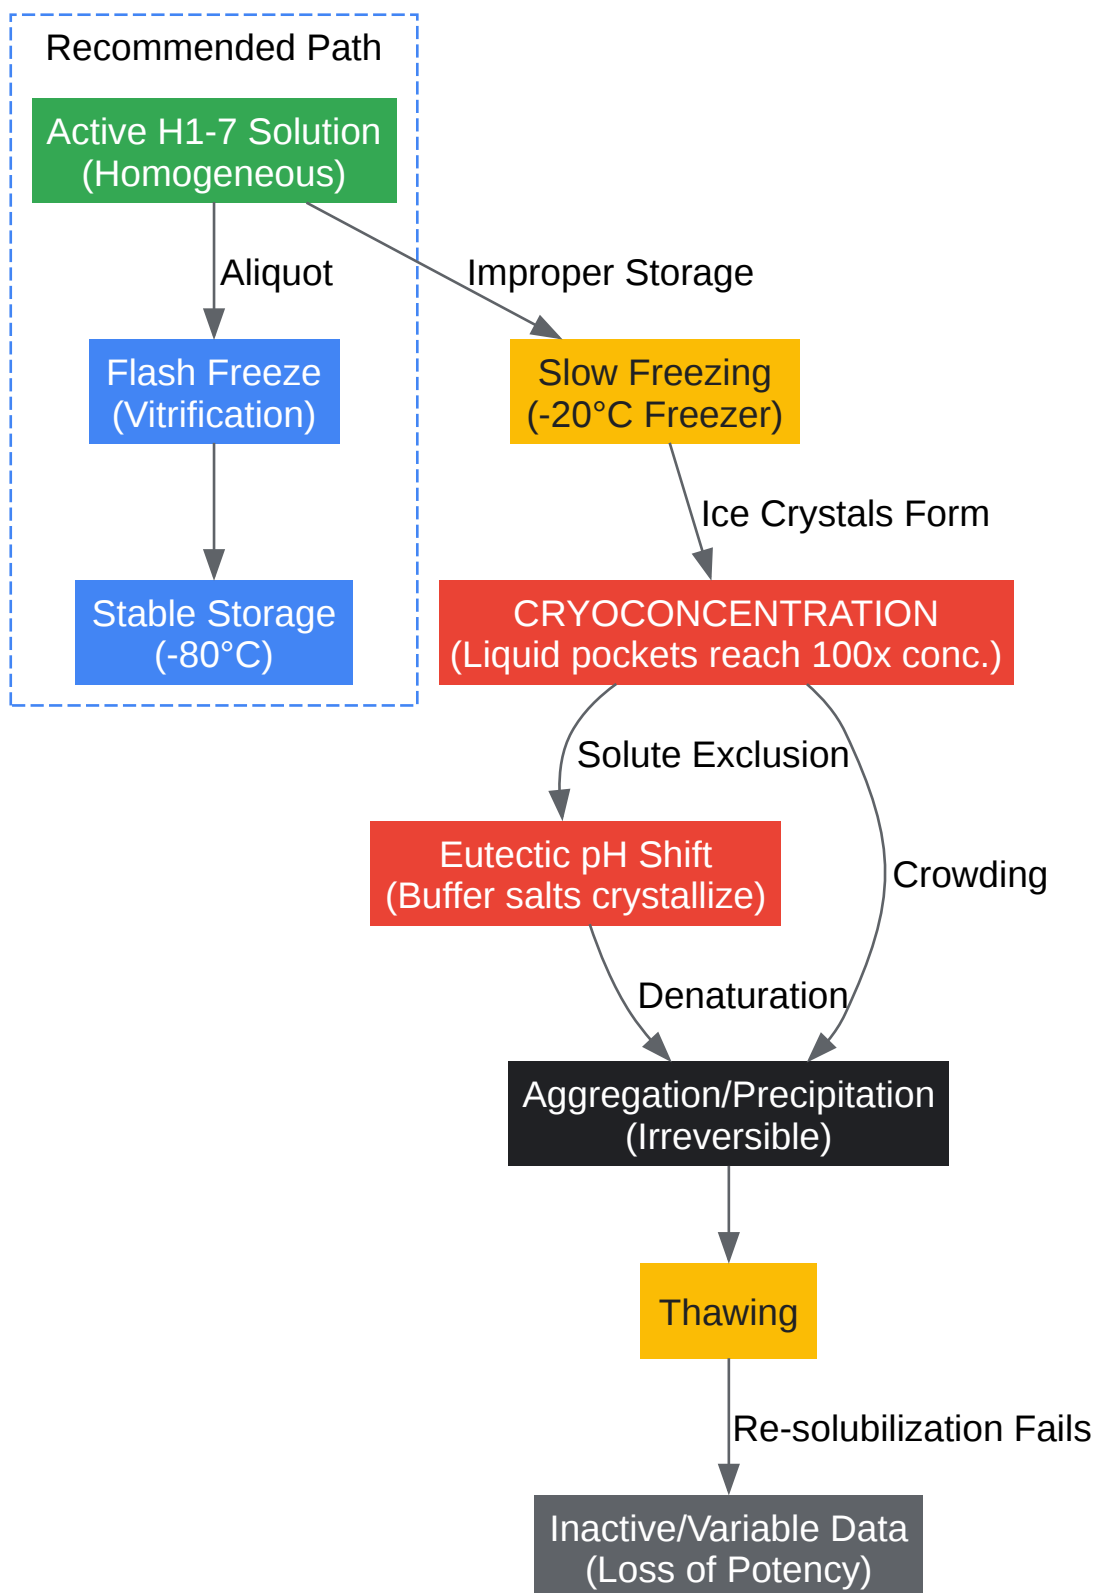 Recommended Path
Active H1-7 Solution
(Homogeneous)
Aliquot
Improper Storage
Flash Freeze
(Vitrification)
Slow Freezing
(-20°C Freezer)
Ice Crystals Form
Stable Storage
(-80°C)
CRYOCONCENTRATION
(Liquid pockets reach 100x conc.)
Solute Exclusion
Eutectic pH Shift
(Buffer salts crystallize)
Crowding
Denaturation
Aggregation/Precipitation
(Irreversible)
Thawing
Re-solubilization Fails
Inactive/Variable Data
(Loss of Potency)